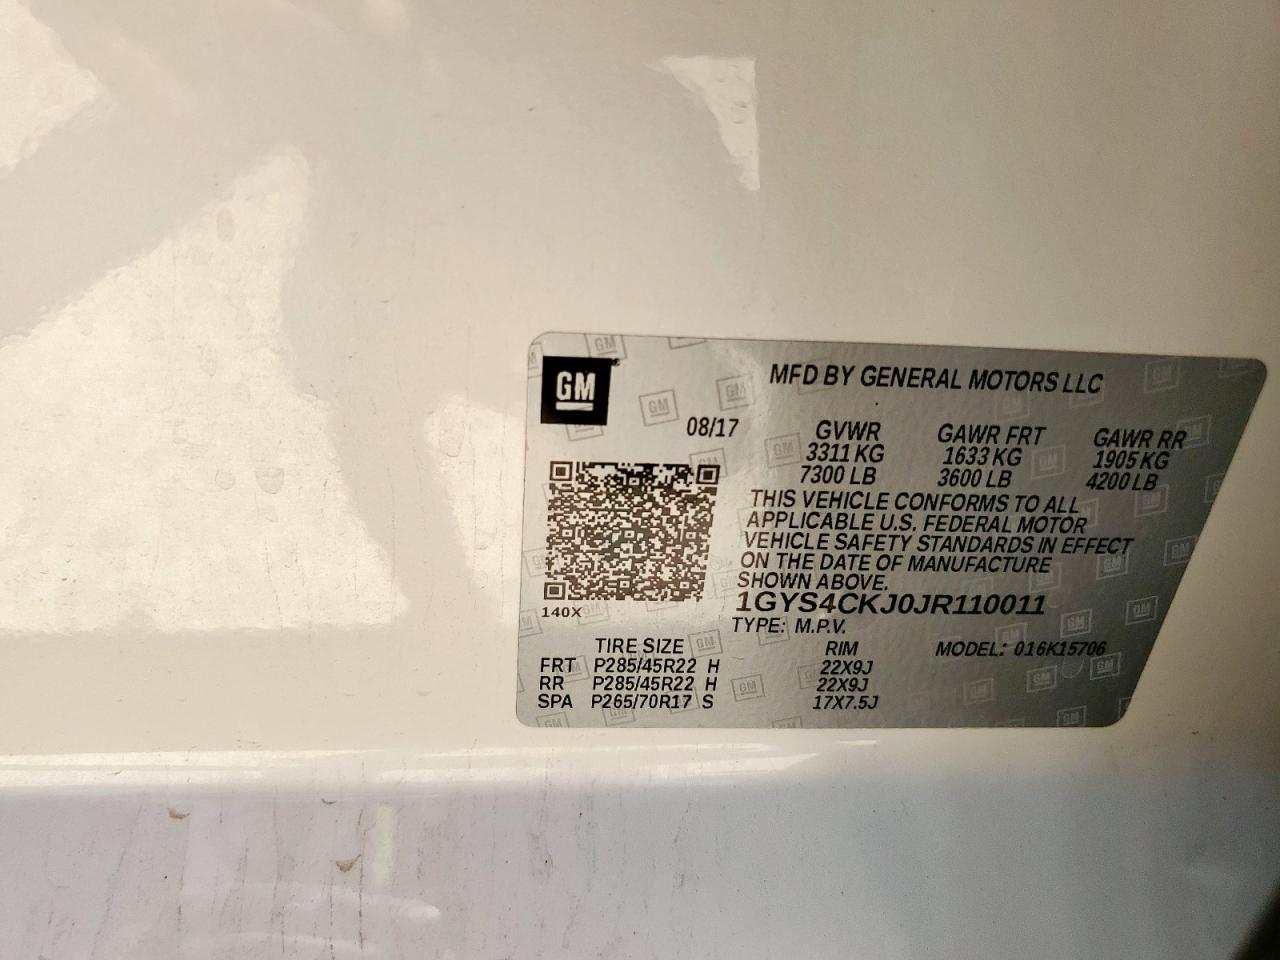 GM
MFD BY GENERAL MOTORS LLC
08/17
GVWR GAWR FRT GAWR RR
3311 KG 1633 KG 1905 KG
7300 LB 3600 LB 4200 LB
THIS VEHICLE CONFORMS TO ALL
APPLICABLE U.S. FEDERAL MOTOR
VEHICLE SAFETY STANDARDS IN EFFECT
ON THE DATE OF MANUFACTURE
SHOWN ABOVE.
140X
1GYS4CKJ0JR110011
TYPE: M.P.V.
TIRE SIZE RIM MODEL: 016K15706
FRT P285/45R22 H 22X9J
RR P285/45R22 H 22X9J
SPA P265/70R17 S 17X7.5J